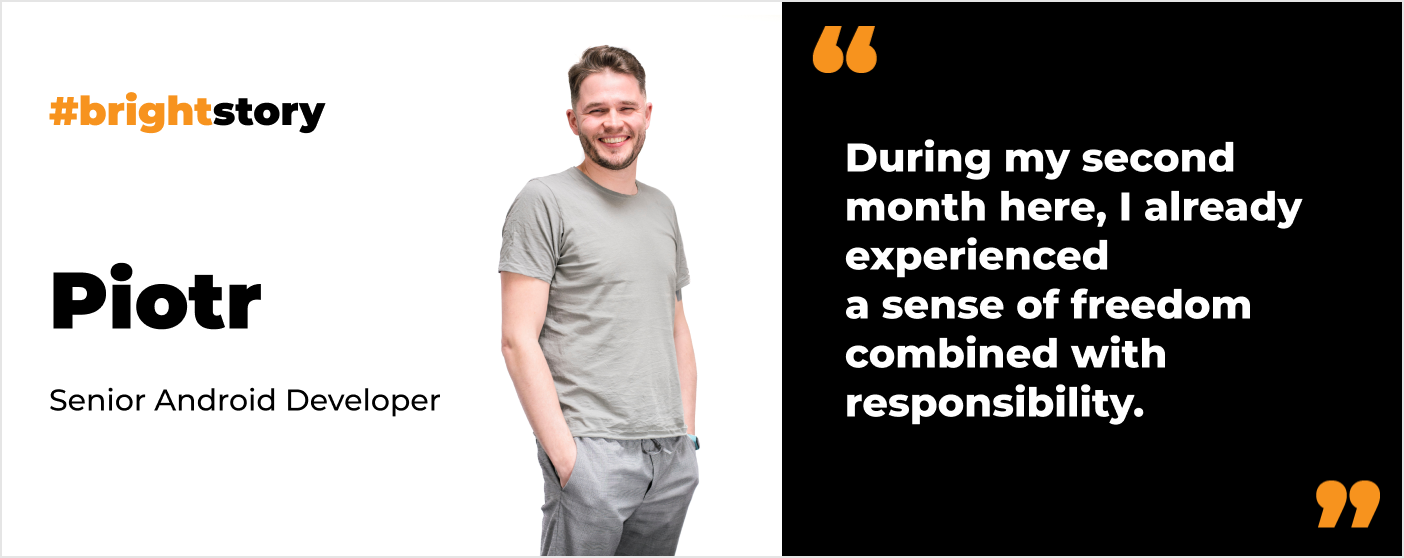 #brightstory
Piotr
Senior Android Developer
“
During my second
month here, I already
experienced
a sense of freedom
combined with
responsibility.
”